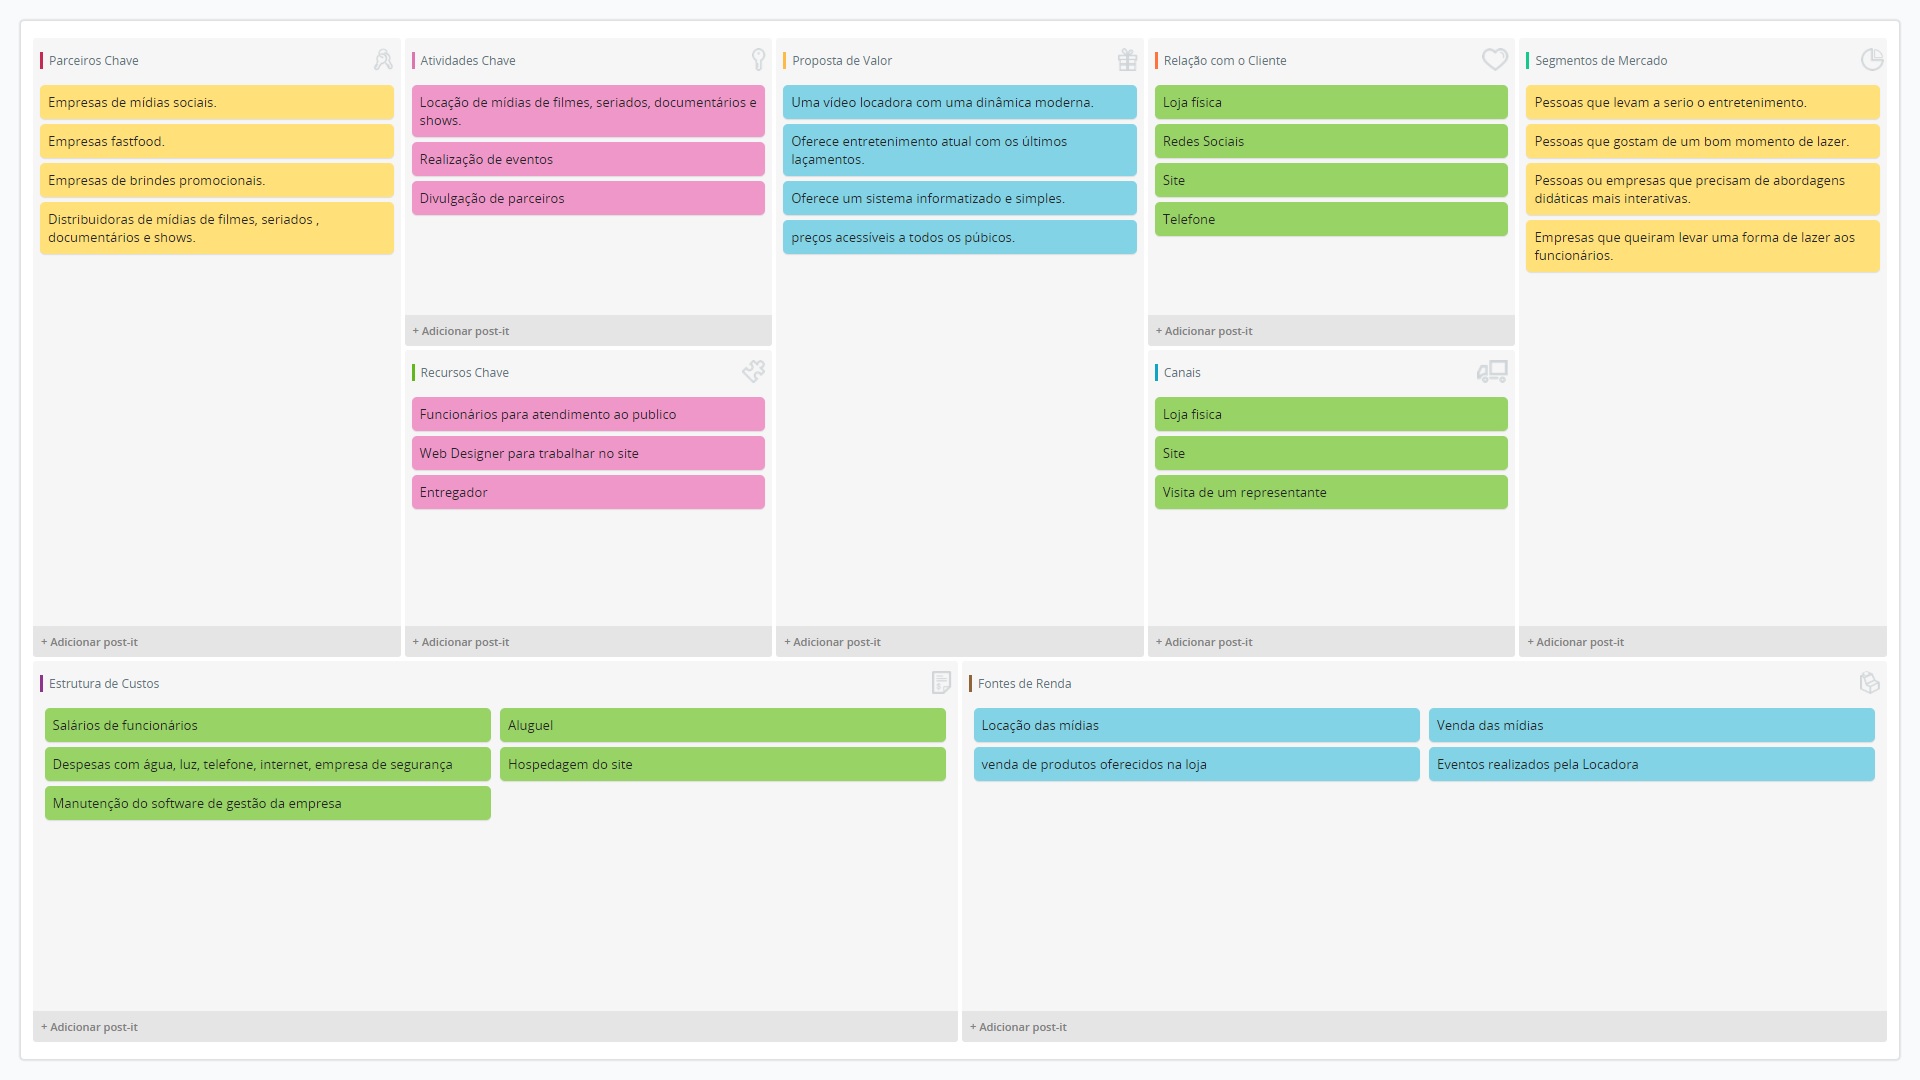 Parceiros Chave
Empresas de mídias sociais.
Empresas fastfood.
Empresas de brindes promocionais.
Distribuidoras de mídias de filmes, seriados ,
documentários e shows.
+ Adicionar post-it
Atividades Chave
Locação de mídias de filmes, seriados, documentários e
shows.
Realização de eventos
Divulgação de parceiros
+ Adicionar post-it
Recursos Chave
Funcionários para atendimento ao publico
Web Designer para trabalhar no site
Entregador
+ Adicionar post-it
Proposta de Valor
Uma vídeo locadora com uma dinâmica moderna.
Oferece entretenimento atual com os últimos
laçamentos.
Oferece um sistema informatizado e simples.
preços acessíveis a todos os púbicos.
+ Adicionar post-it
Relação com o Cliente
Loja física
Redes Sociais
Site
Telefone
+ Adicionar post-it
Canais
Loja fisica
Site
Visita de um representante
+ Adicionar post-it
Segmentos de Mercado
Pessoas que levam a serio o entretenimento.
Pessoas que gostam de um bom momento de lazer.
Pessoas ou empresas que precisam de abordagens
didáticas mais interativas.
Empresas que queiram levar uma forma de lazer aos
funcionários.
+ Adicionar post-it
Estrutura de Custos
Salários de funcionários
Aluguel
Despesas com água, luz, telefone, internet, empresa de segurança
Hospedagem do site
Manutenção do software de gestão da empresa
+ Adicionar post-it
Fontes de Renda
Locação das mídias
Venda das mídias
venda de produtos oferecidos na loja
Eventos realizados pela Locadora
+ Adicionar post-it